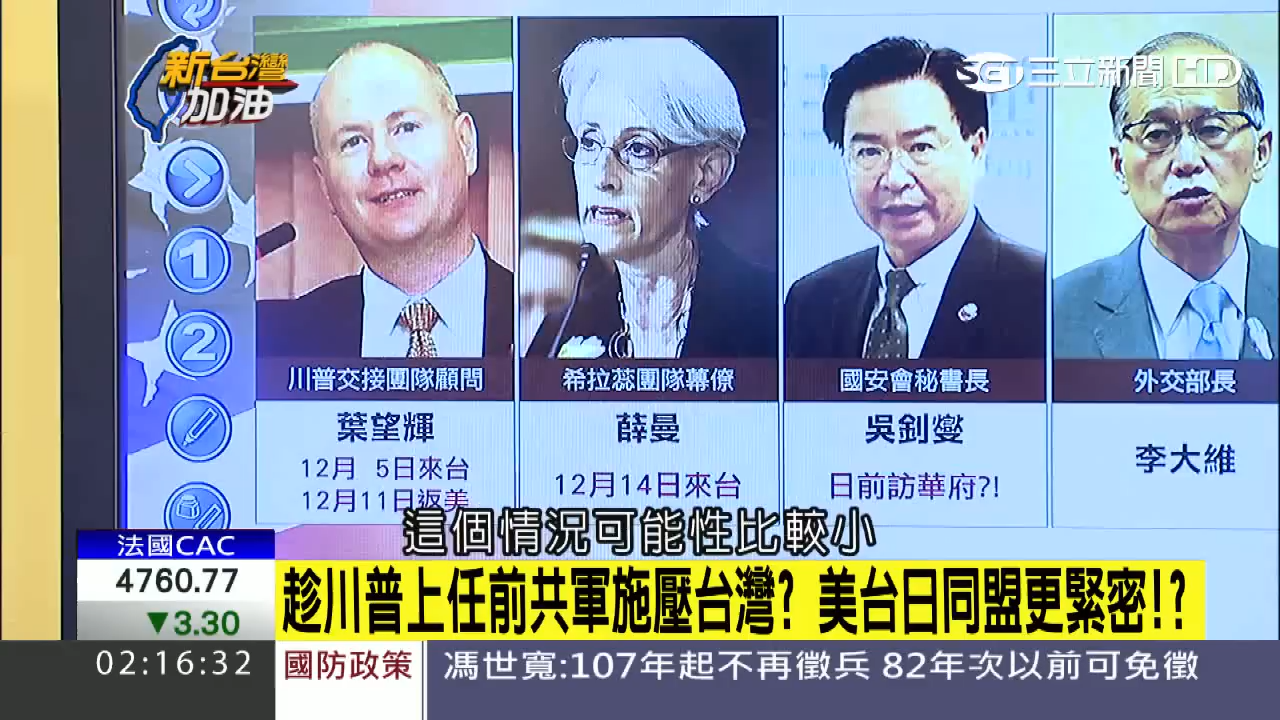 新台灣
加油
SET三立新聞HD
1
2
川普交接團隊顧問
希拉蕊團隊幕僚
國安會秘書長
外交部長
葉望輝
薛曼
吳釗燮
李大維
12月 5日來台
12月11日返美
12月14日來台
日前訪華府?!
這個情況可能性比較小
法國CAC
4760.77
▼3.30
趁川普上任前共軍施壓台灣? 美台日同盟更緊密!?
02:16:32
國防政策
馮世寬:107年起不再徵兵 82年次以前可免徵